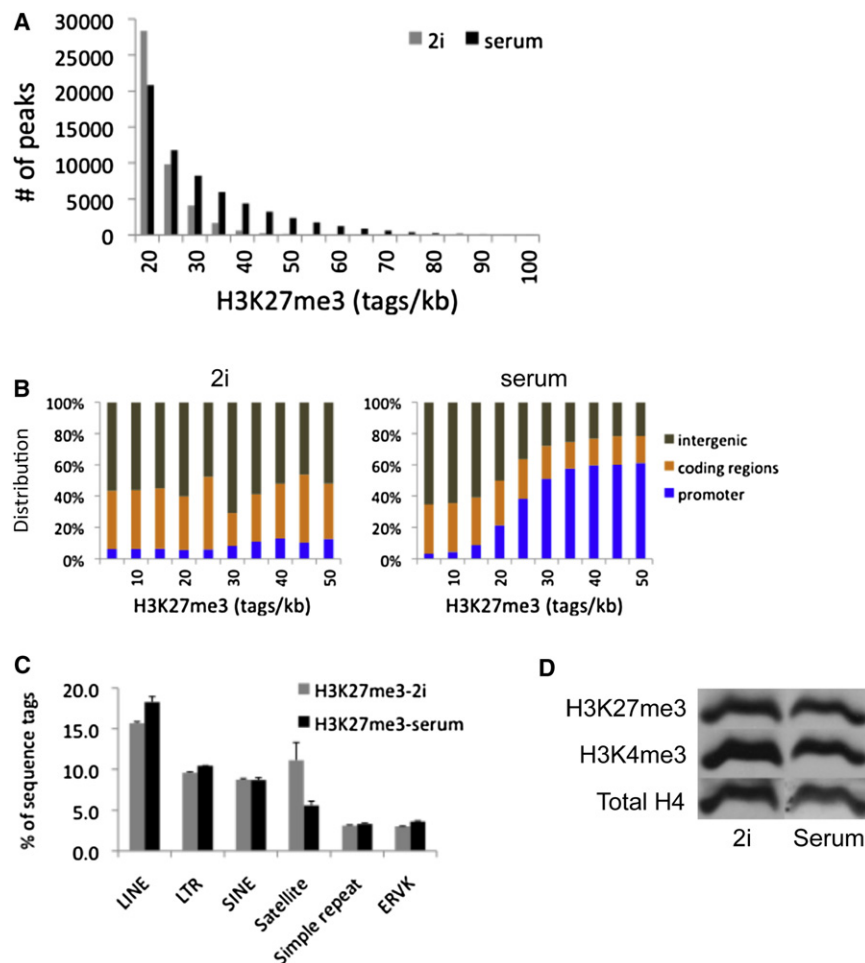 A
30000
25000
20000
15000
10000
5000
0
# of peaks
2i serum
20 30 40 50 60 70 80 90 100
H3K27me3 (tags/kb)
B
2i serum
Distribution
100% 100%
80% 80%
60% 60%
40% 40%
20% 20%
0% 0%
10 20 30 40 50 10 20 30 40 50
H3K27me3 (tags/kb) H3K27me3 (tags/kb)
intergenic
coding regions
promoter
C
% of sequence tags
20.0
15.0
10.0
5.0
0.0
H3K27me3-2i
H3K27me3-serum
LINE LTR SINE Satellite Simple repeat ERVK
D
H3K27me3
H3K4me3
Total H4
2i Serum